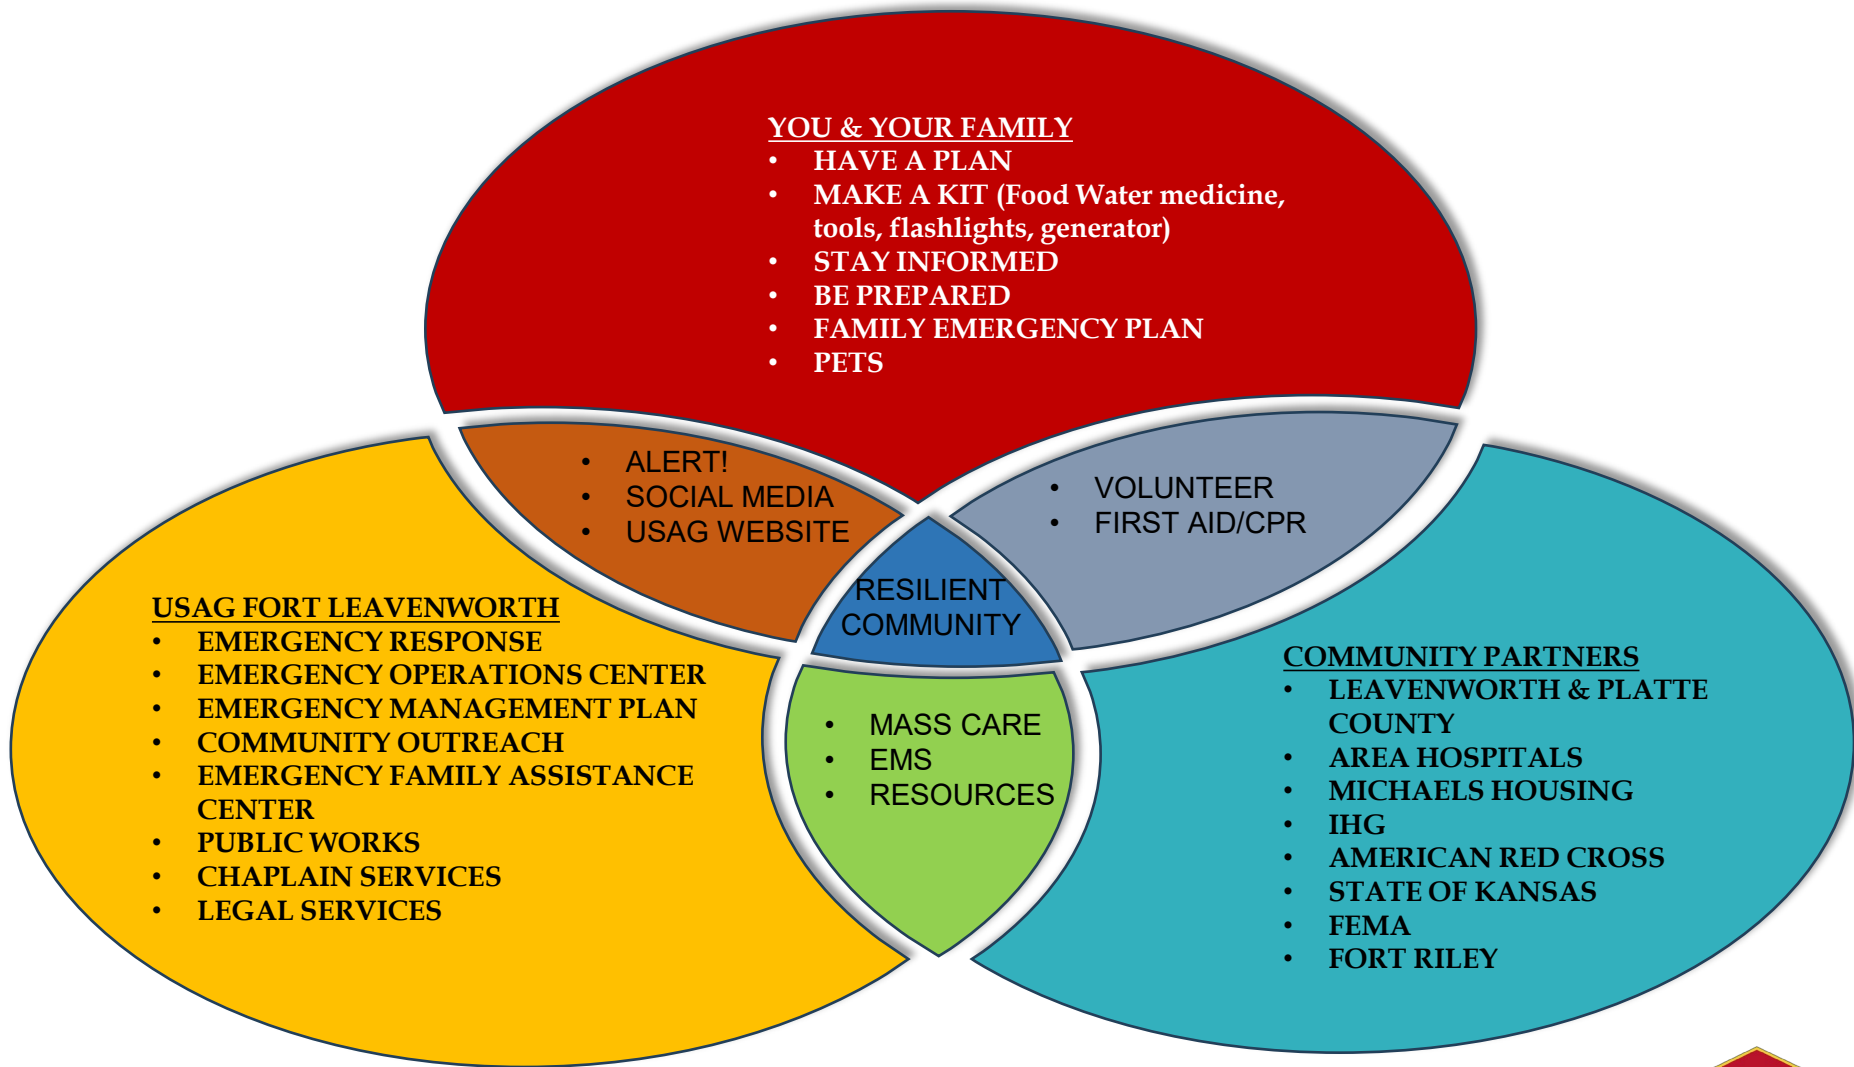 YOU & YOUR FAMILY
• HAVE A PLAN
• MAKE A KIT (Food Water medicine,
tools, flashlights, generator)
• STAY INFORMED
• BE PREPARED
• FAMILY EMERGENCY PLAN
• PETS
• ALERT!
• SOCIAL MEDIA
• USAG WEBSITE
• VOLUNTEER
• FIRST AID/CPR
RESILIENT
COMMUNITY
USAG FORT LEAVENWORTH
• EMERGENCY RESPONSE
• EMERGENCY OPERATIONS CENTER
• EMERGENCY MANAGEMENT PLAN
• COMMUNITY OUTREACH
• EMERGENCY FAMILY ASSISTANCE
CENTER
• PUBLIC WORKS
• CHAPLAIN SERVICES
• LEGAL SERVICES
• MASS CARE
• EMS
• RESOURCES
COMMUNITY PARTNERS
• LEAVENWORTH & PLATTE
COUNTY
• AREA HOSPITALS
• MICHAELS HOUSING
• IHG
• AMERICAN RED CROSS
• STATE OF KANSAS
• FEMA
• FORT RILEY